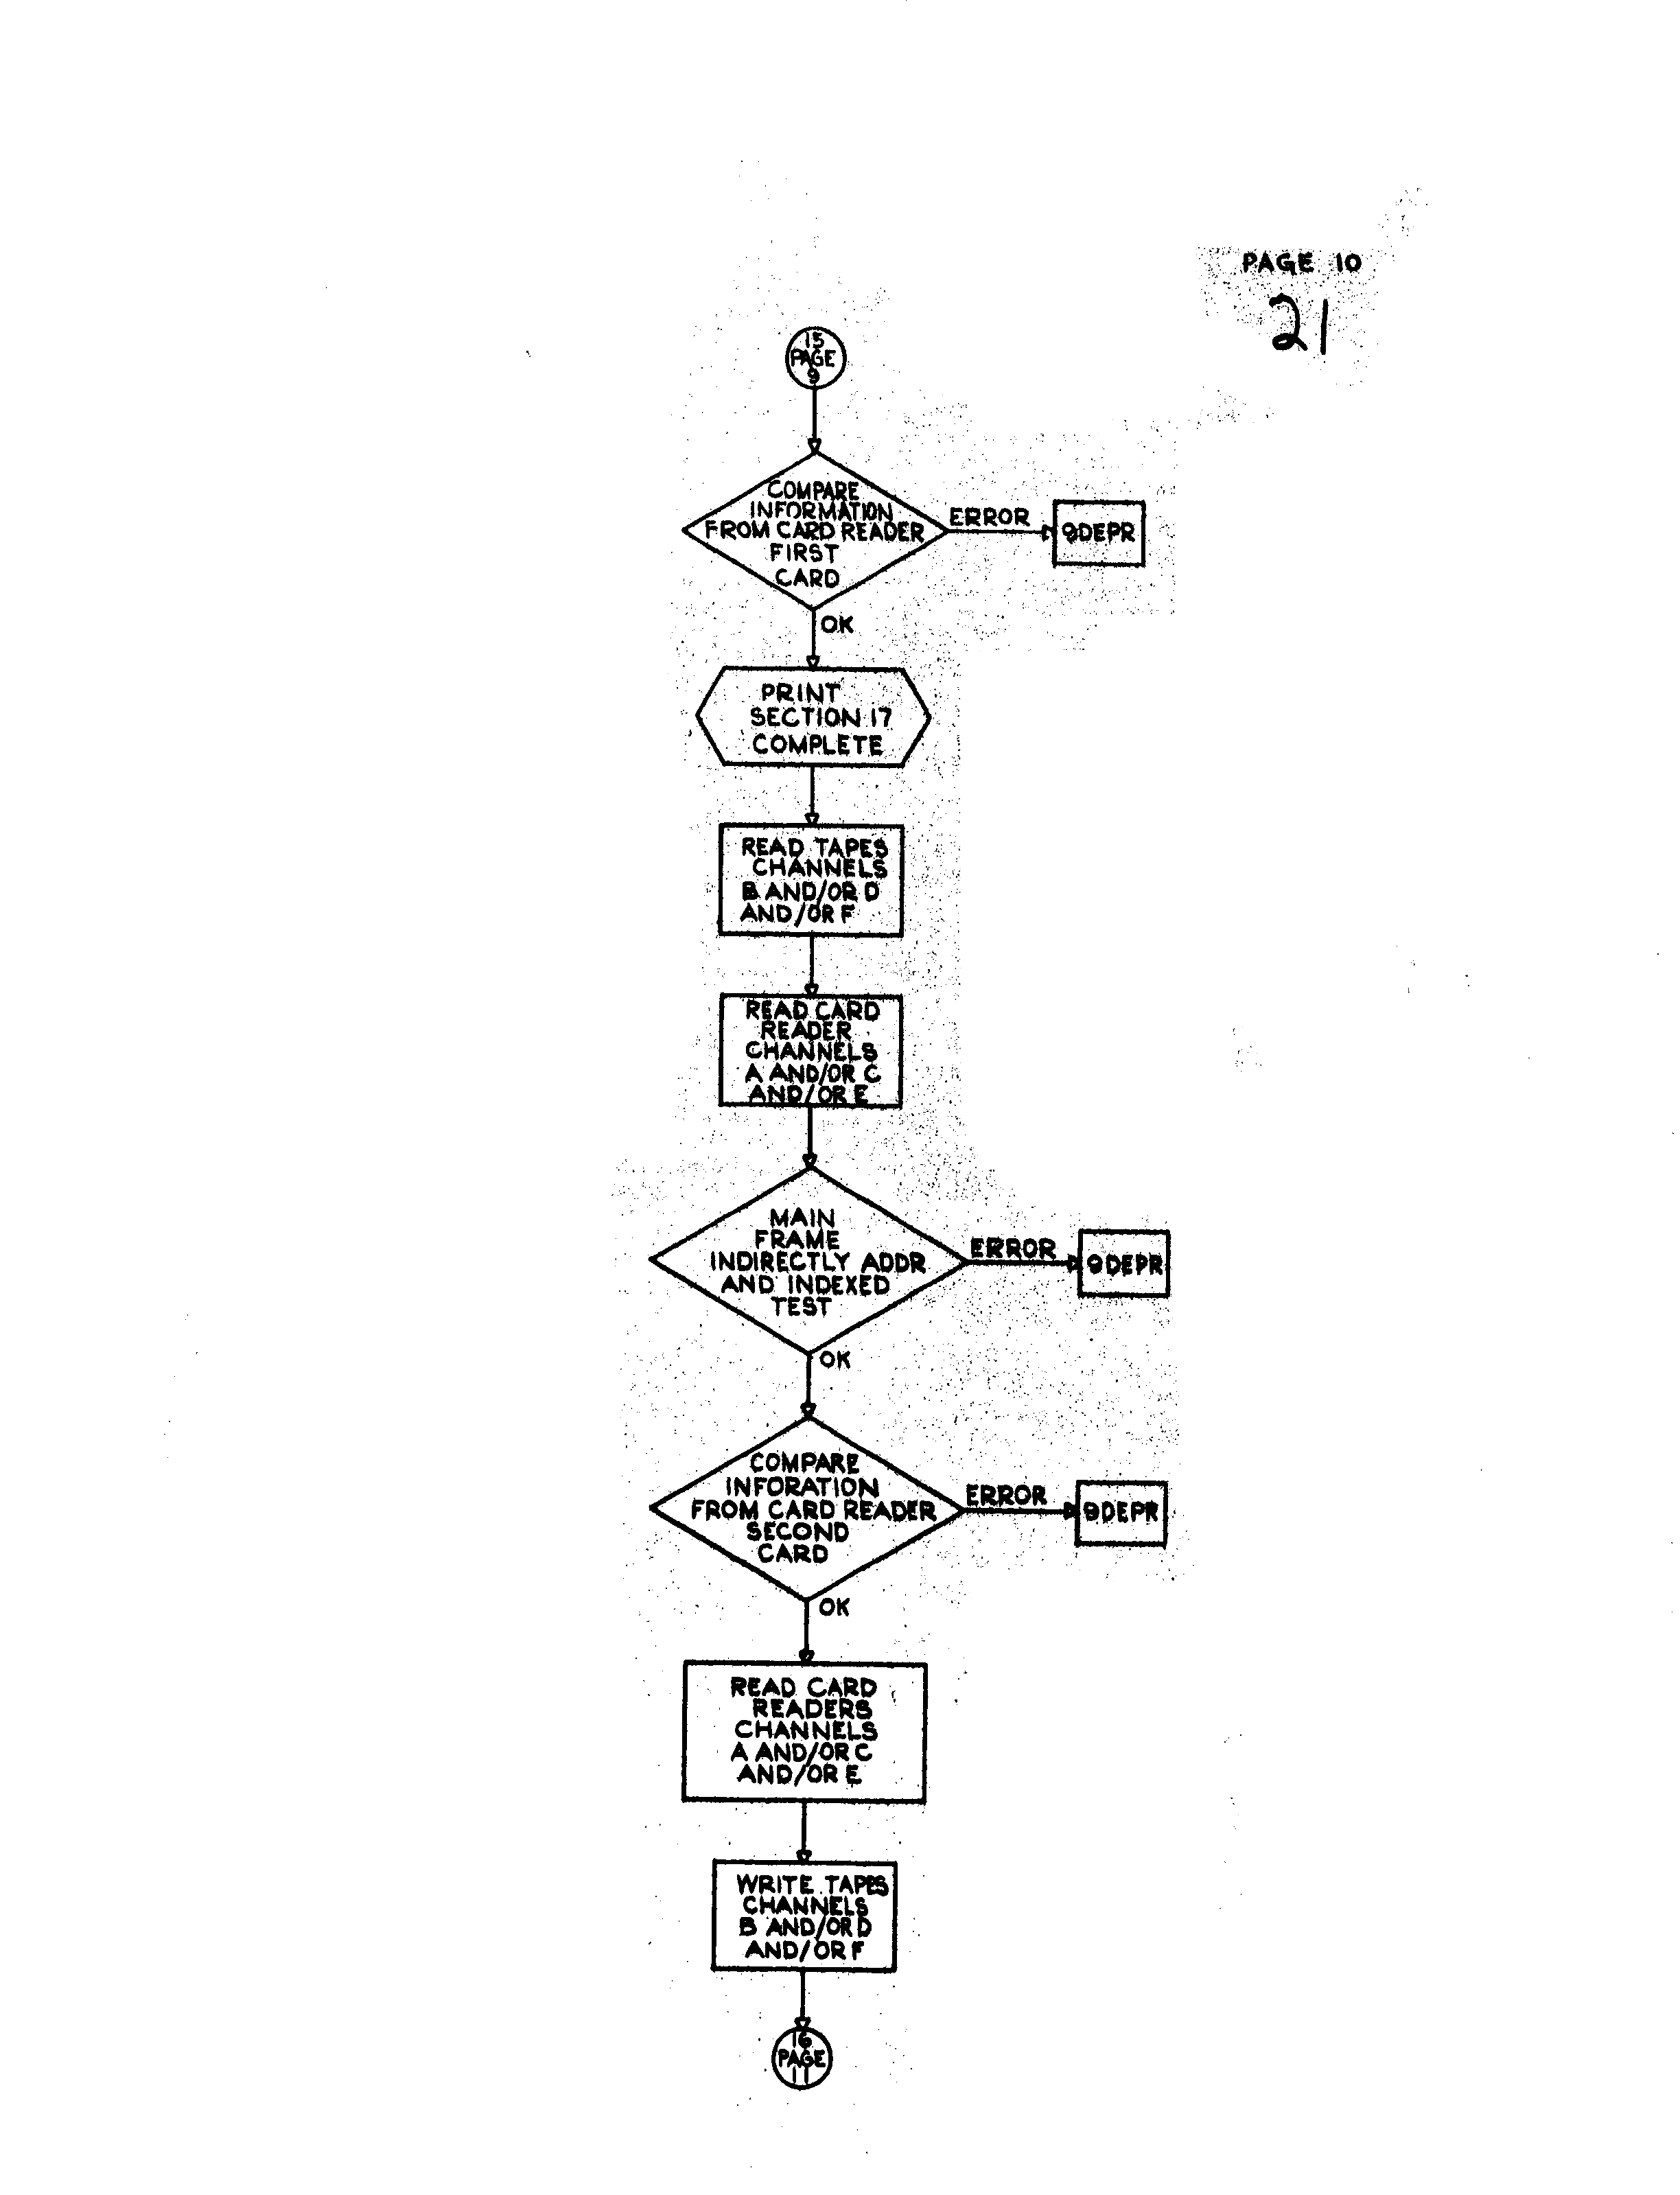 PAGE 10
21
15
PAGE
9
COMPARE
INFORMATION
FROM CARD READER
FIRST
CARD
ERROR
9DEPR
OK
PRINT
SECTION 17
COMPLETE
READ TAPES
CHANNELS
B AND/OR D
AND/OR F
READ CARD
READER
CHANNELS
A AND/OR C
AND/OR E
MAIN
FRAME
INDIRECTLY ADDR
AND INDEXED
TEST
ERROR
9DEPR
OK
COMPARE
INFORATION
FROM CARD READER
SECOND
CARD
ERROR
9DEPR
OK
READ CARD
READERS
CHANNELS
A AND/OR C
AND/OR E
WRITE TAPES
CHANNELS
B AND/OR D
AND/OR F
16
PAGE
11